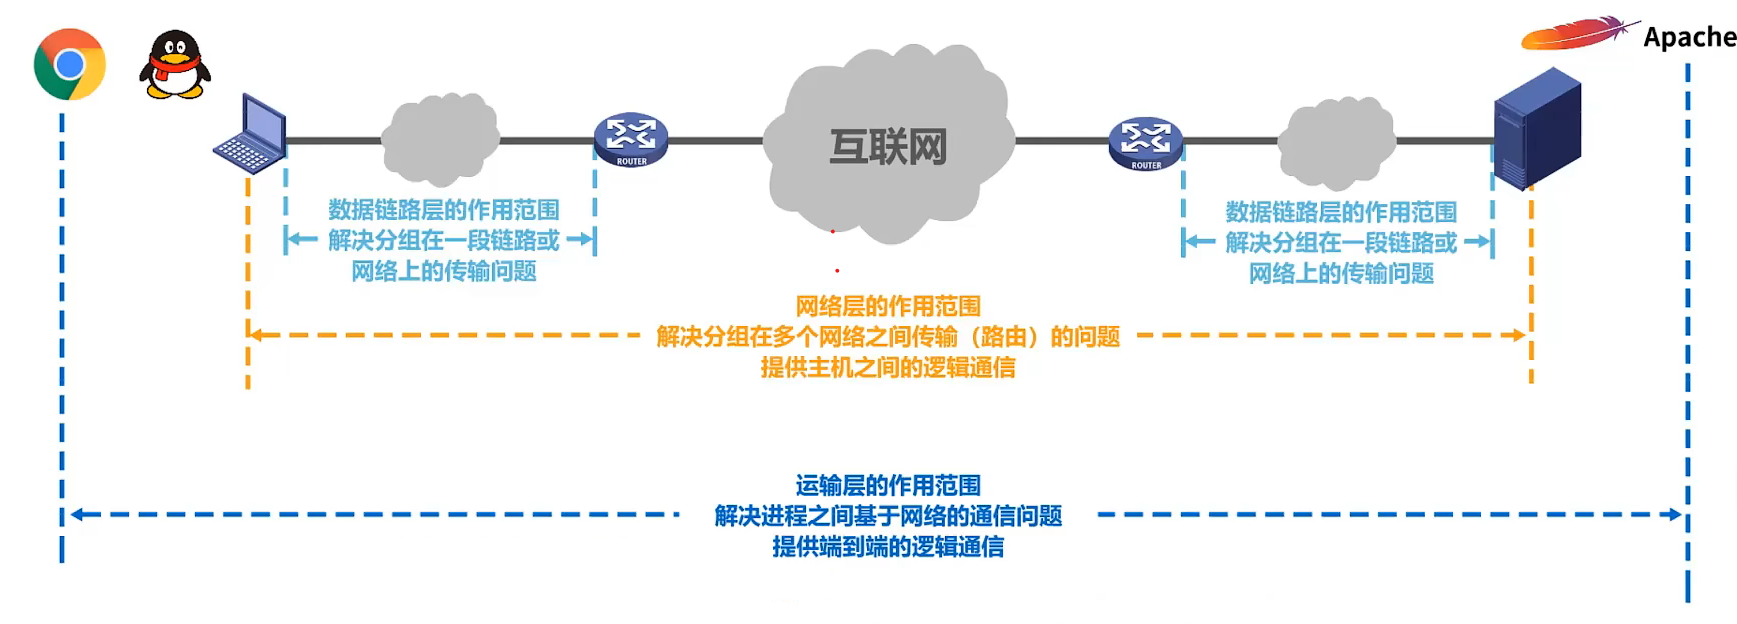 Apache
互联网
ROUTER
ROUTER
数据链路层的作用范围
解决分组在一段链路或
网络上的传输问题
数据链路层的作用范围
解决分组在一段链路或
网络上的传输问题
网络层的作用范围
解决分组在多个网络之间传输（路由）的问题
提供主机之间的逻辑通信
运输层的作用范围
解决进程之间基于网络的通信问题
提供端到端的逻辑通信